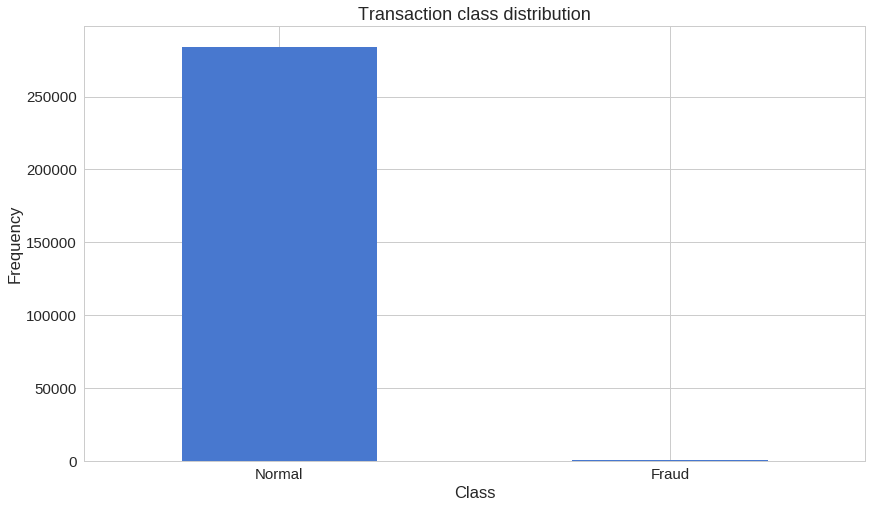 Transaction class distribution
250000
200000
150000
100000
50000
0
Frequency
Normal
Fraud
Class